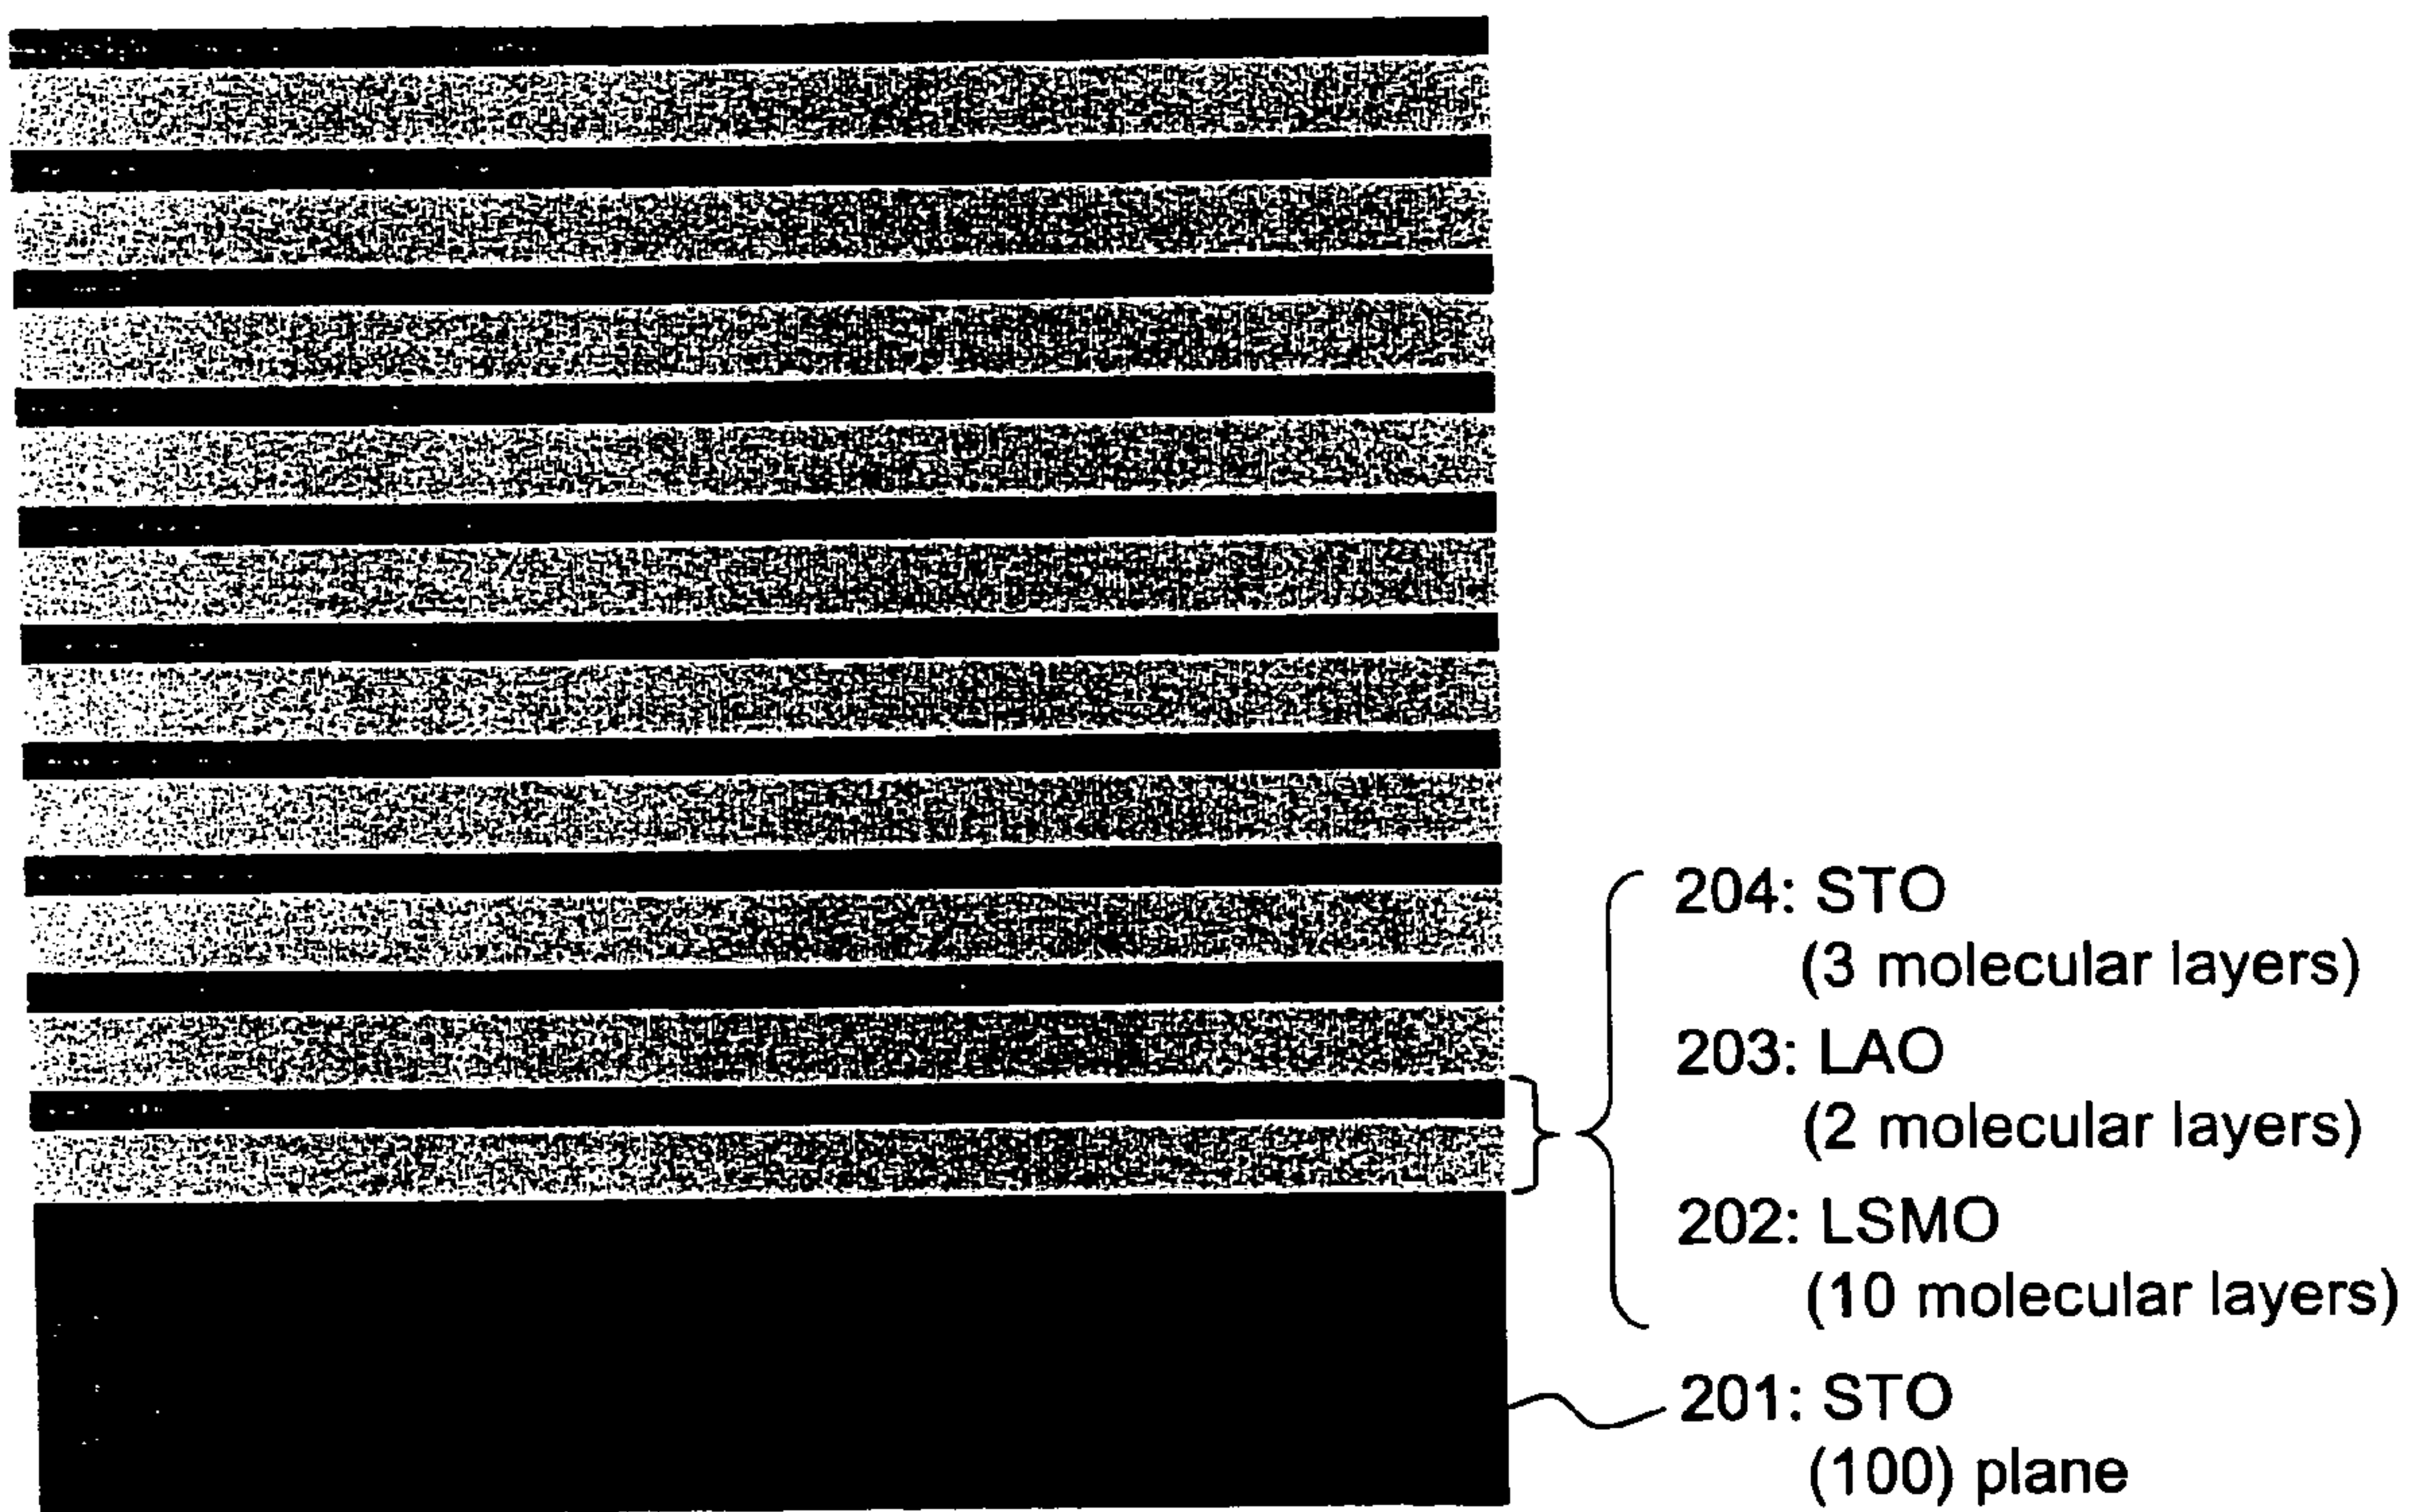 204: STO
(3 molecular layers)
203: LAO
(2 molecular layers)
202: LSMO
(10 molecular layers)
201: STO
(100) plane